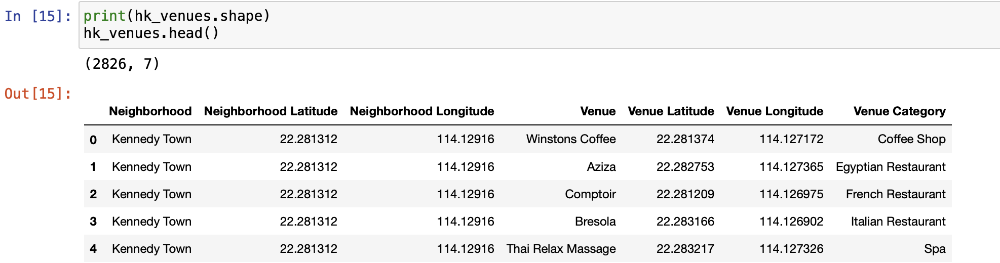 In [15]: print(hk_venues.shape)
hk_venues.head()
(2826, 7)
Out[15]:
Neighborhood Neighborhood Latitude Neighborhood Longitude Venue Venue Latitude Venue Longitude Venue Category
0 Kennedy Town 22.281312 114.12916 Winstons Coffee 22.281374 114.127172 Coffee Shop
1 Kennedy Town 22.281312 114.12916 Aziza 22.282753 114.127365 Egyptian Restaurant
2 Kennedy Town 22.281312 114.12916 Comptoir 22.281209 114.126975 French Restaurant
3 Kennedy Town 22.281312 114.12916 Bresola 22.283166 114.126902 Italian Restaurant
4 Kennedy Town 22.281312 114.12916 Thai Relax Massage 22.283217 114.127326 Spa